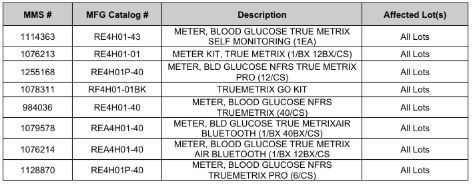 MMS # MFG Catalog # Description Affected Lot(s)
1114363 RE4H01-43 METER, BLOOD GLUCOSE TRUE METRIX All Lots
SELF MONITORING (1EA)
1076213 RE4H01-01 METER KIT, TRUE METRIX (1/BX 12BX/CS) All Lots
1255168 RE4H01P-40 METER, BLD GLUCOSE NFRS TRUE METRIX All Lots
PRO (12/CS)
1078311 RF4H01-01BK TRUEMETRIX GO KIT All Lots
984036 RE4H01-40 METER, BLOOD GLUCOSE NFRS All Lots
TRUEMETRIX (40/CS)
1079578 REA4H01-40 METER, BLD GLUCOSE TRUE METRIXAIR All Lots
BLUETOOTH (1/BX 40BX/CS)
1076214 REA4H01-40 METER, BLOOD GLUCOSE TRUE METRIX All Lots
AIR BLUETOOTH (1/BX 12BX/CS
1128870 RE4H01P-40 METER, BLOOD GLUCOSE NFRS All Lots
TRUEMETRIX PRO (6/CS)